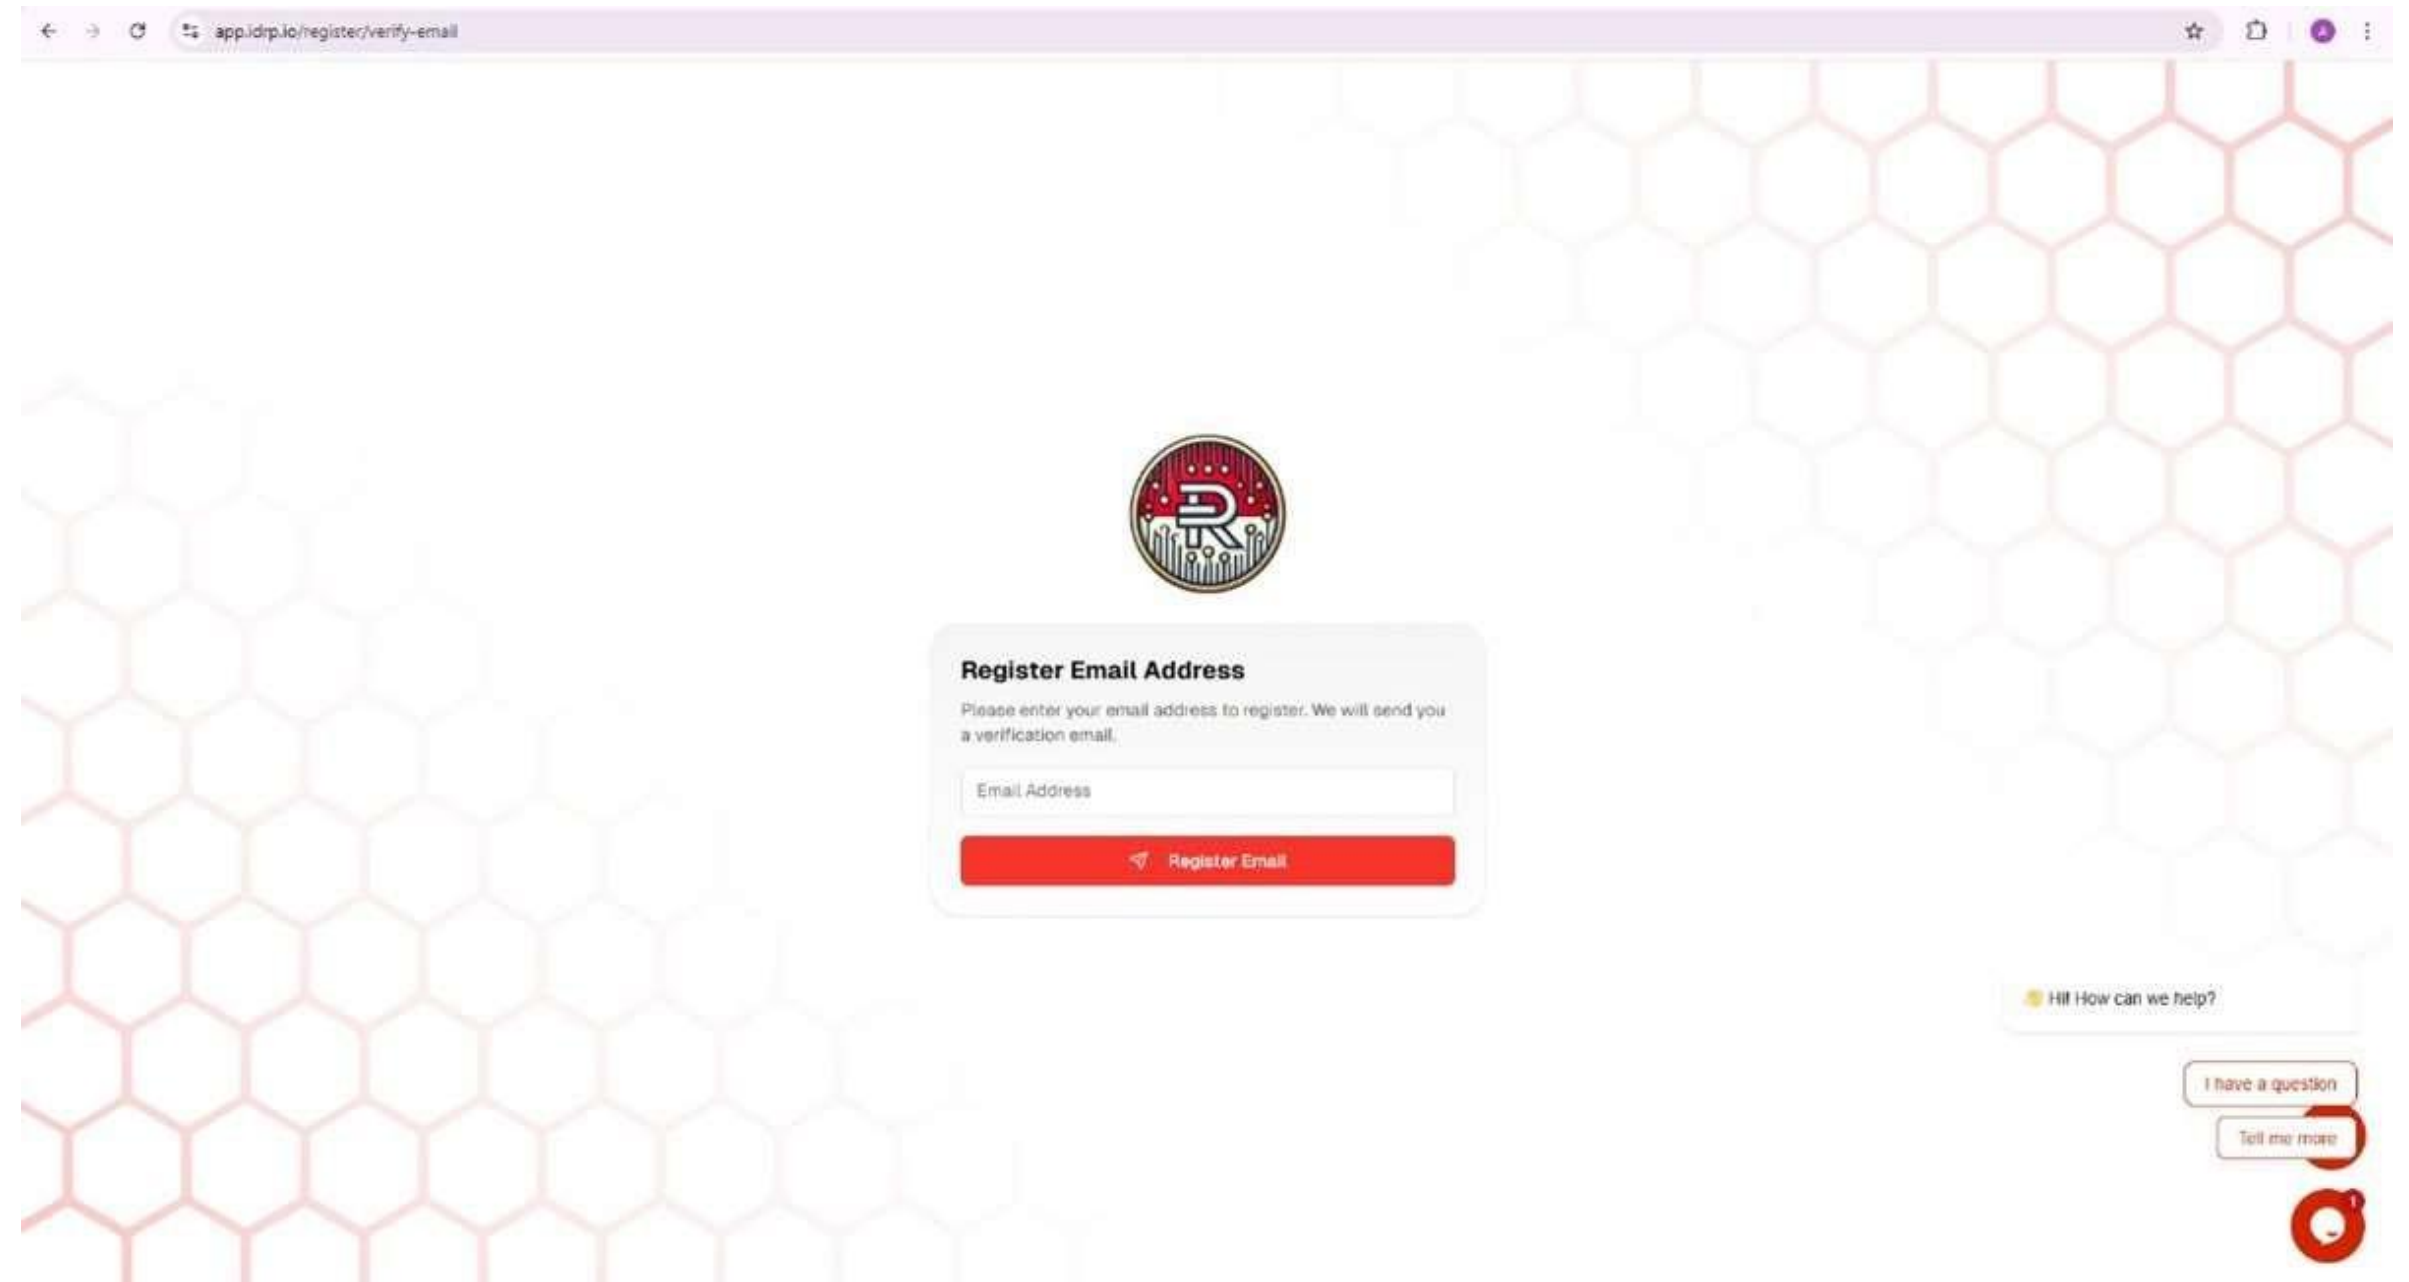 app.idrp.io/register/verify-email
Register Email Address
Please enter your email address to register. We will send you
a verification email.
Email Address
Register Email
Hi! How can we help?
I have a question
Tell me more
1